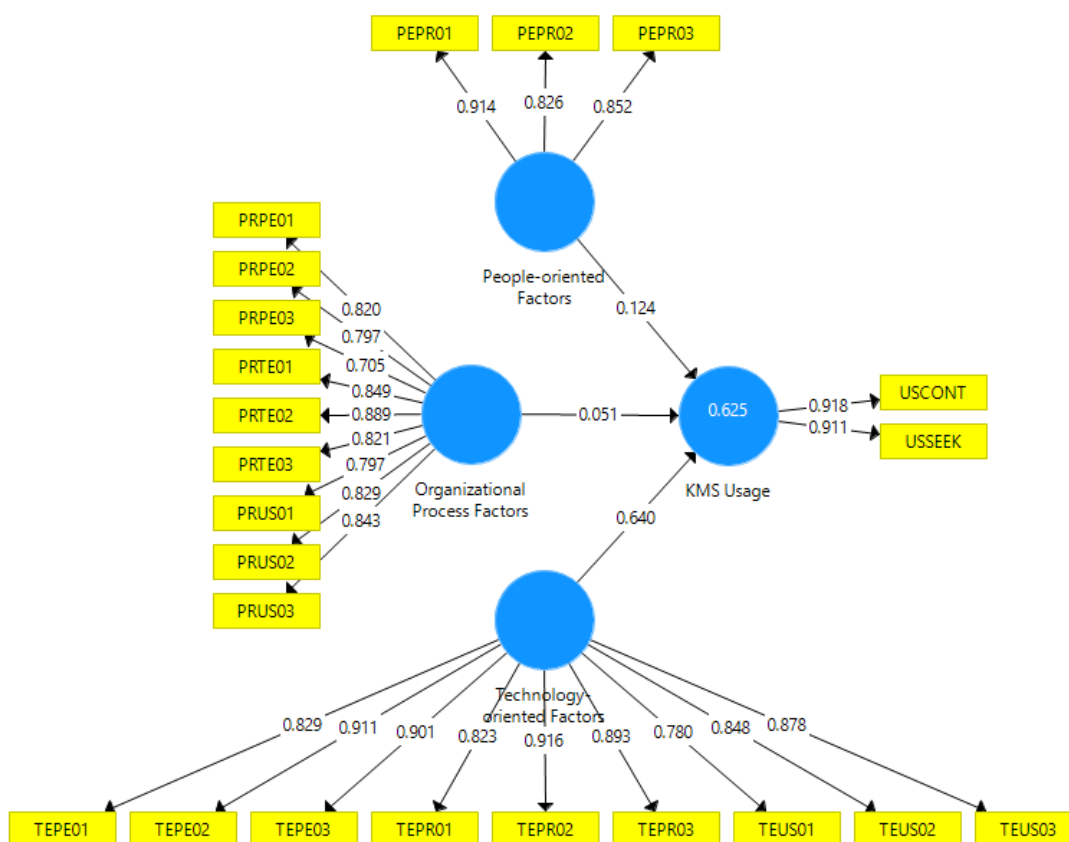 PEPR01 PEPR02 PEPR03
0.914 0.826 0.852
People-oriented
Factors
0.124
PRPE01
PRPE02
PRPE03
PRTE01
PRTE02
PRTE03
PRUS01
PRUS02
PRUS03
0.820
0.797
0.705
0.849
0.889
0.821
0.797
0.829
0.843
Organizational
Process Factors
0.051
0.625
KMS Usage
0.918
0.911
USCONT
USSEEK
0.640
Technology-
oriented Factors
0.829 0.911 0.901 0.823 0.916 0.893 0.780 0.848 0.878
TEPE01 TEPE02 TEPE03 TEPR01 TEPR02 TEPR03 TEUS01 TEUS02 TEUS03